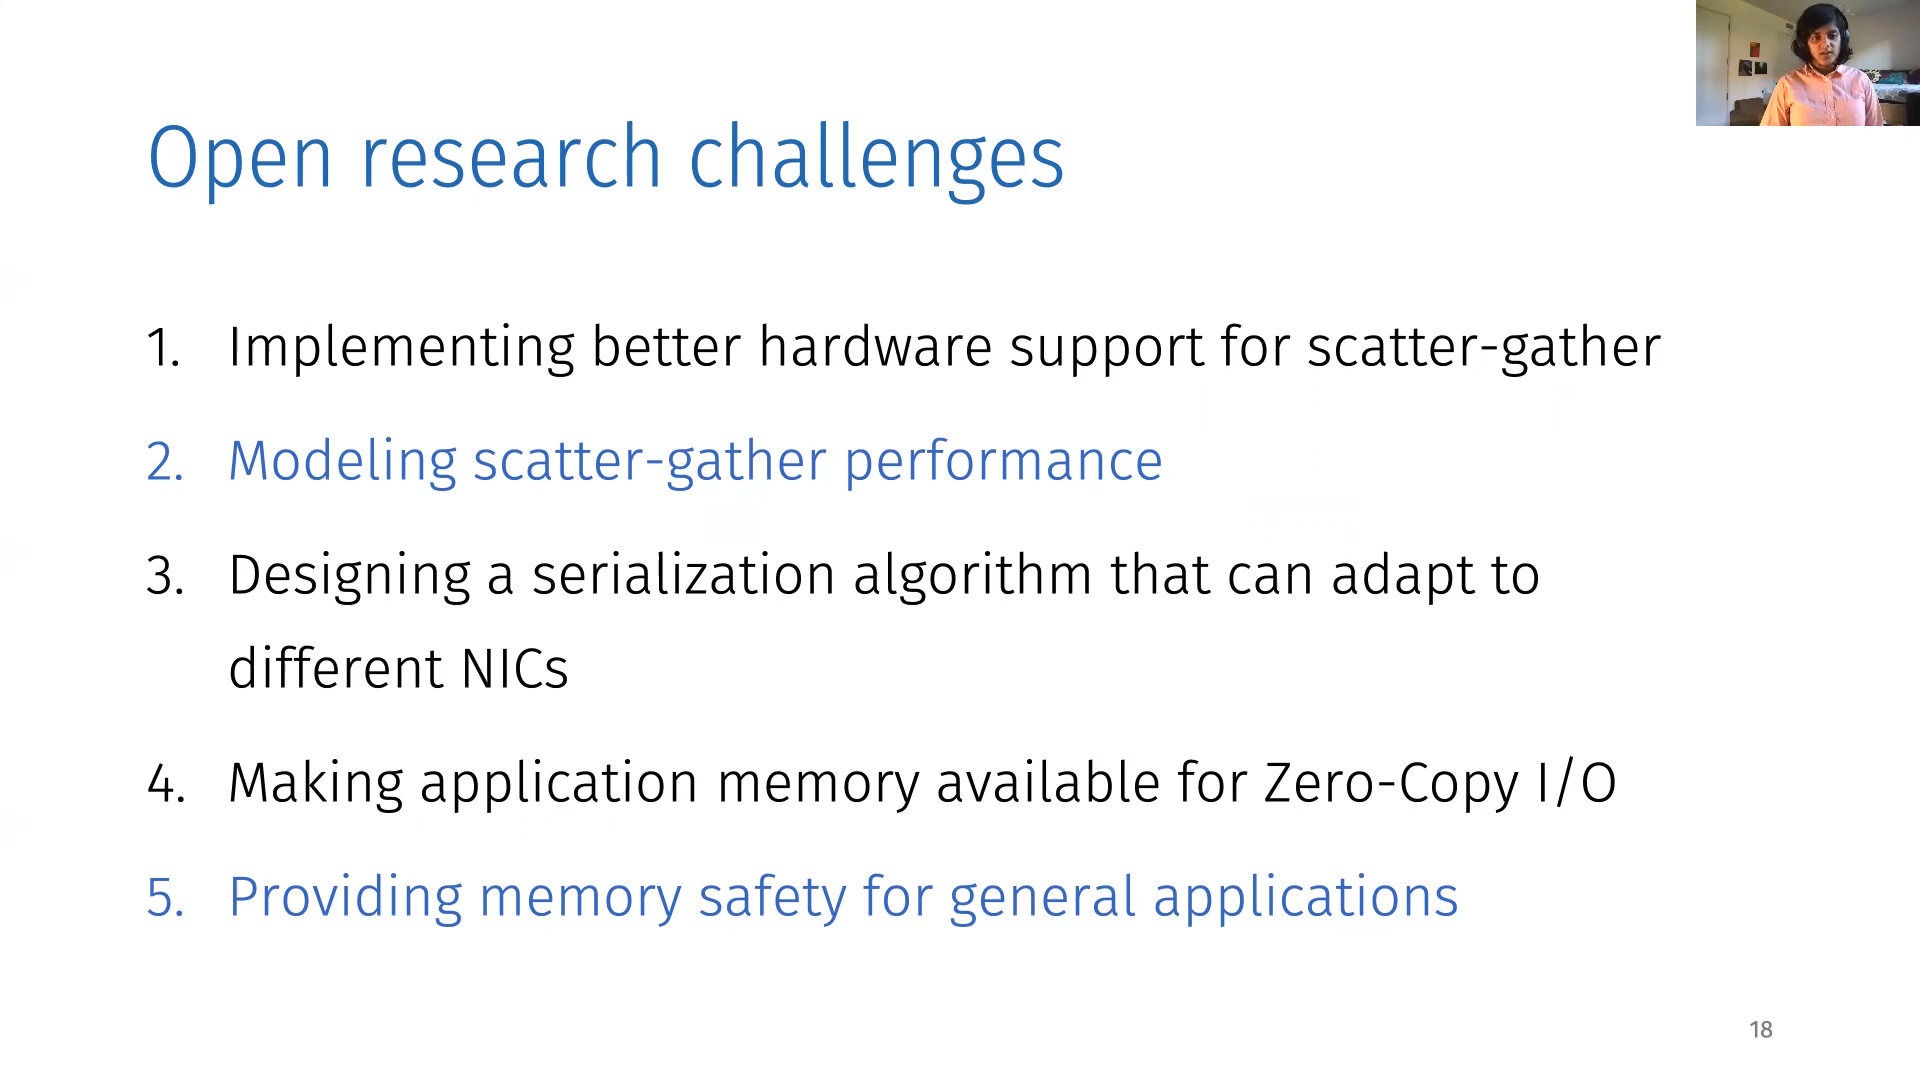 Open research challenges
1. Implementing better hardware support for scatter-gather
2. Modeling scatter-gather performance
3. Designing a serialization algorithm that can adapt to
different NICs
4. Making application memory available for Zero-Copy I/O
5. Providing memory safety for general applications
18